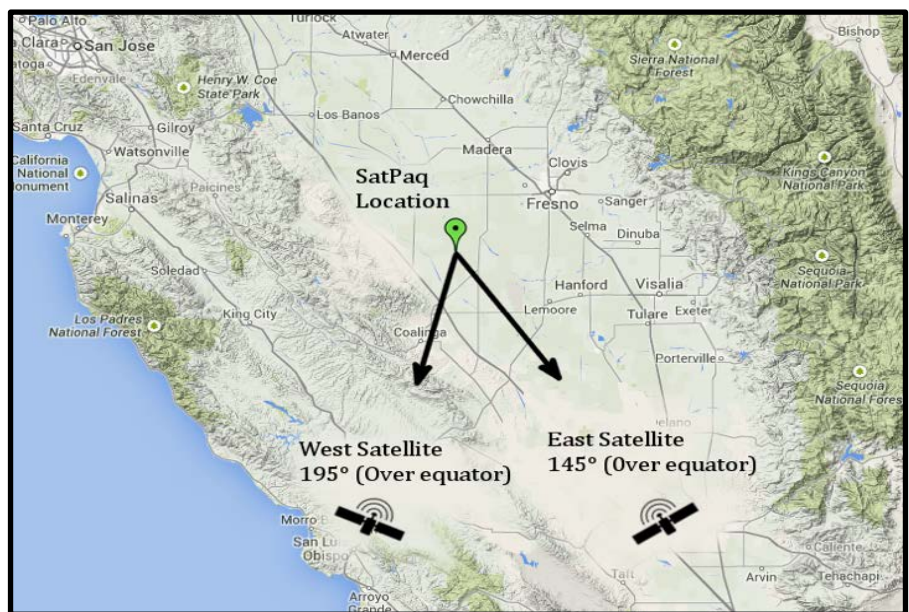 Palo Alto
Turlock
Atwater
Bishop
Clara
San Jose
Merced
Sierra National
Forest
Edenvale
Henry W. Coe
State Park
Chowchilla
Los Banos
Santa Cruz
Gilroy
Madera
California
National
Monument
Watsonville
Clovis
Kings Canyon
National Park
SatPaq
Location
Salinas
Paicines
Fresno
Sanger
Monterey
Selma
Dinuba
Soledad
Hanford
Visalia
Sequoia
National Park
Lemoore
Tulare
Exeter
Los Padres
National Forest
King City
Coalinga
Porterville
Sequoia
National Fores
West Satellite
195° (Over equator)
East Satellite
145° (0ver equator)
Morro
San Lu
Obispo
Taft
Arvin
Caliente
Tehachapi
Arroyo
Grande